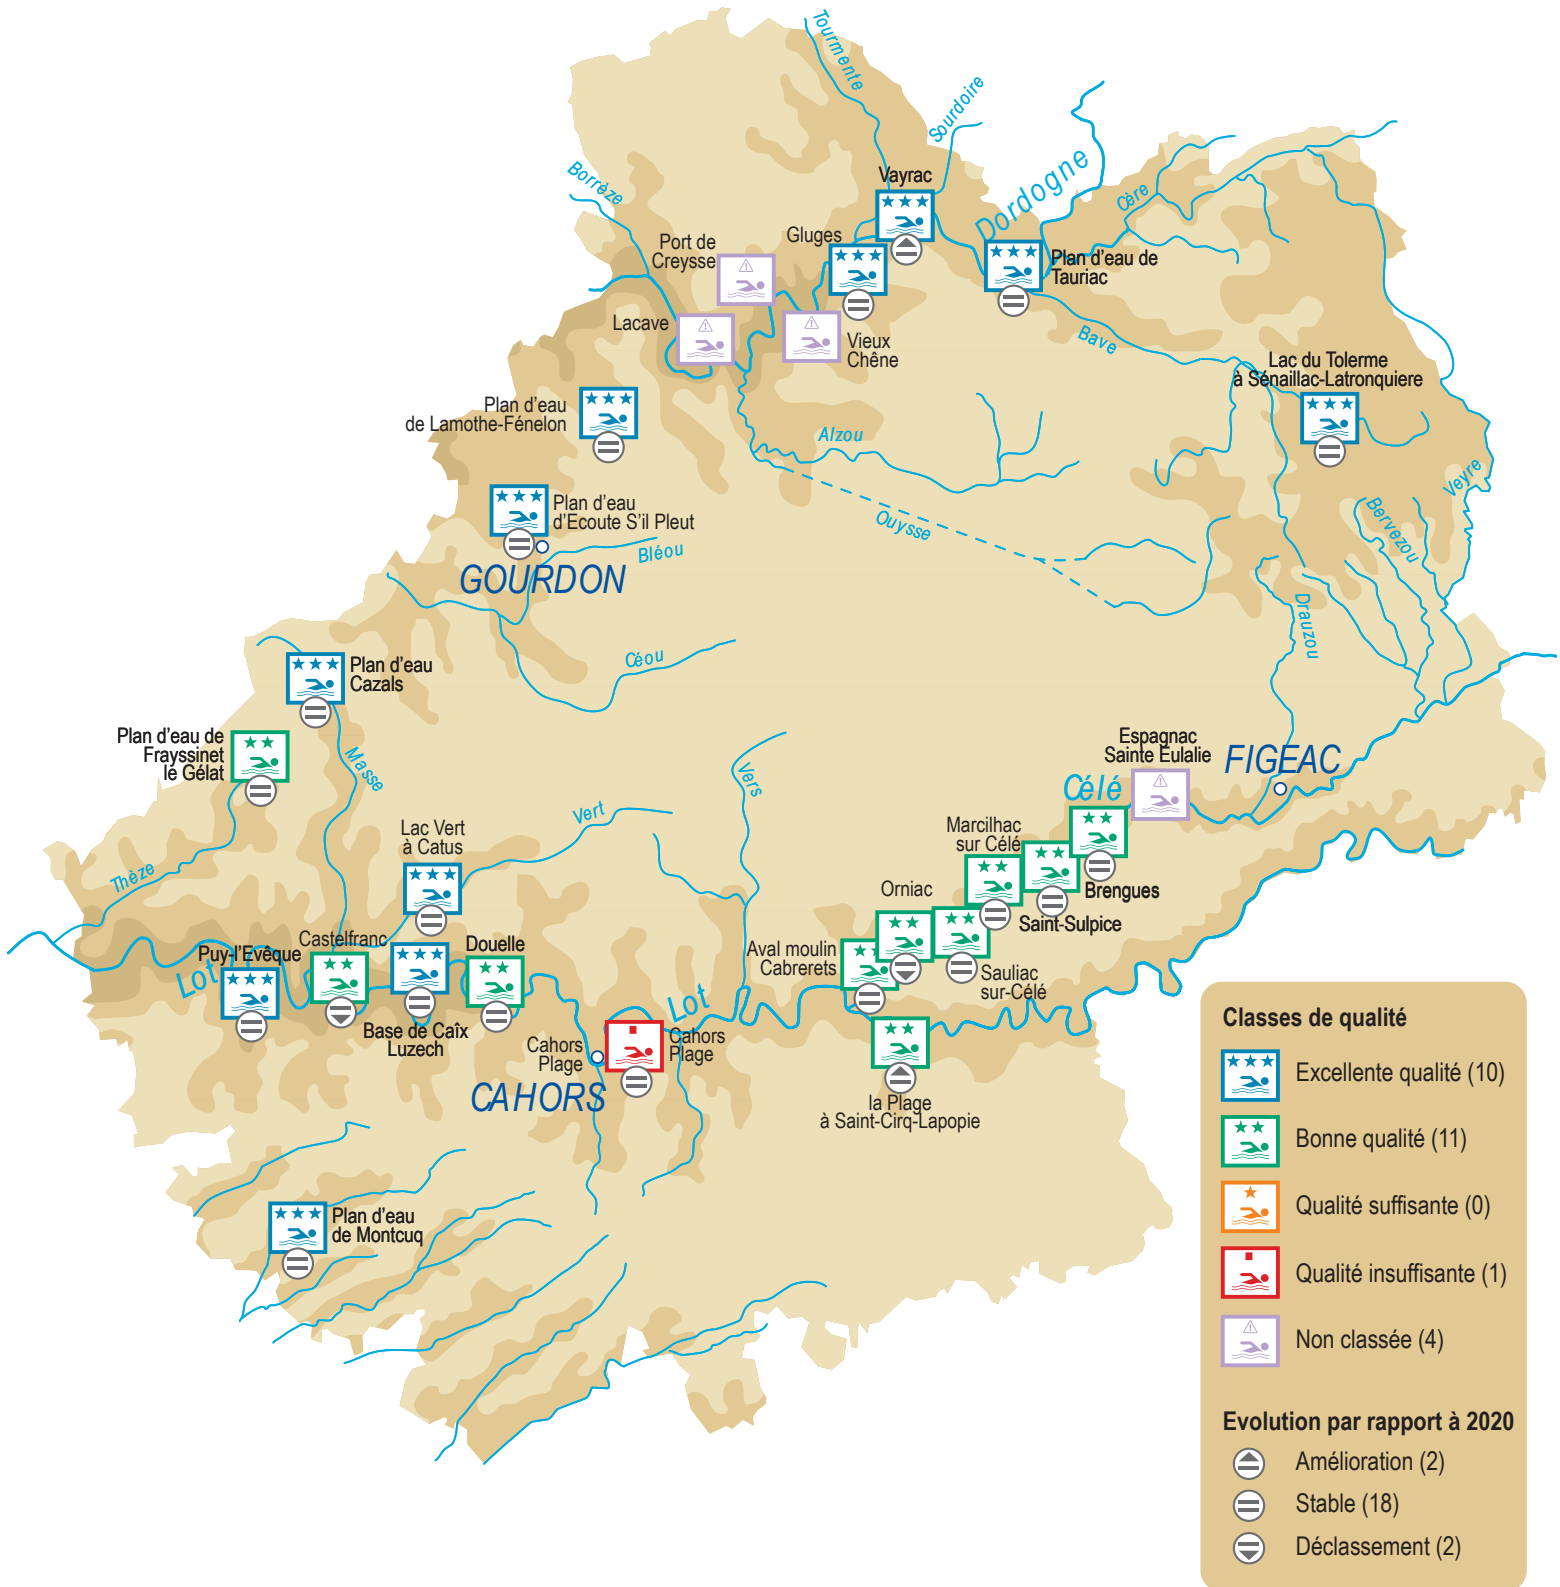 Tourmente
Sourdoire
Borrèze
Vayrac
Dordogne
Cère
Port de
Creysse
Gluges
Plan d'eau de
Tauriac
Lacave
Vieux
Chêne
Bave
Lac du Tolerme
à Sénaillac-Latronquiere
Plan d'eau
de Lamothe-Fénelon
Alzou
Veyre
Bervezou
Plan d'eau
d'Ecoute S'il Pleut
Ouysse
Bléou
GOURDON
Drauzou
Céou
Plan d'eau
Cazals
Plan d'eau de
Frayssinet
le Gélat
Masse
Vers
Espagnac
Sainte Eulalie
FIGEAC
Célé
Vert
Lac Vert
à Catus
Marcilhac
sur Célé
Thèze
Orniac
Brengues
Saint-Sulpice
Castelfranc
Puy-l'Evêque
Douelle
Aval moulin
Cabrerets
Sauliac
sur-Célé
Lot
Lot
Base de Caîx
Luzech
Cahors
Plage
Cahors
Plage
CAHORS
la Plage
à Saint-Cirq-Lapopie
Plan d'eau
de Montcuq
Classes de qualité
Excellente qualité (10)
Bonne qualité (11)
Qualité suffisante (0)
Qualité insuffisante (1)
Non classée (4)
Evolution par rapport à 2020
Amélioration (2)
Stable (18)
Déclassement (2)